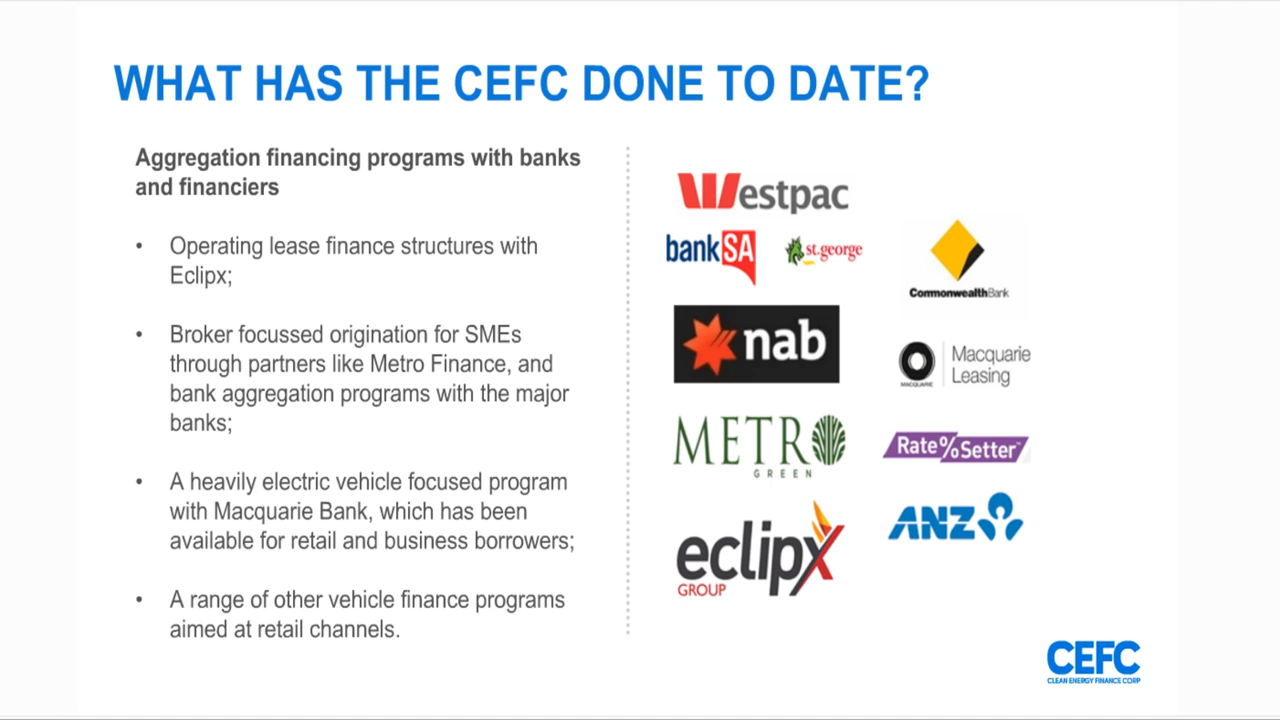 WHAT HAS THE CEFC DONE TO DATE?
Aggregation financing programs with banks
and financiers
• Operating lease finance structures with
Eclipx;
• Broker focussed origination for SMEs
through partners like Metro Finance, and
bank aggregation programs with the major
banks;
• A heavily electric vehicle focused program
with Macquarie Bank, which has been
available for retail and business borrowers;
• A range of other vehicle finance programs
aimed at retail channels.
Westpac
bankSA
st.george
CommonwealthBank
nab
MACQUARIE
Macquarie
Leasing
METRO
GREEN
Rate%Setter™
eclipx
GROUP
ANZ
CEFC
CLEAN ENERGY FINANCE CORP